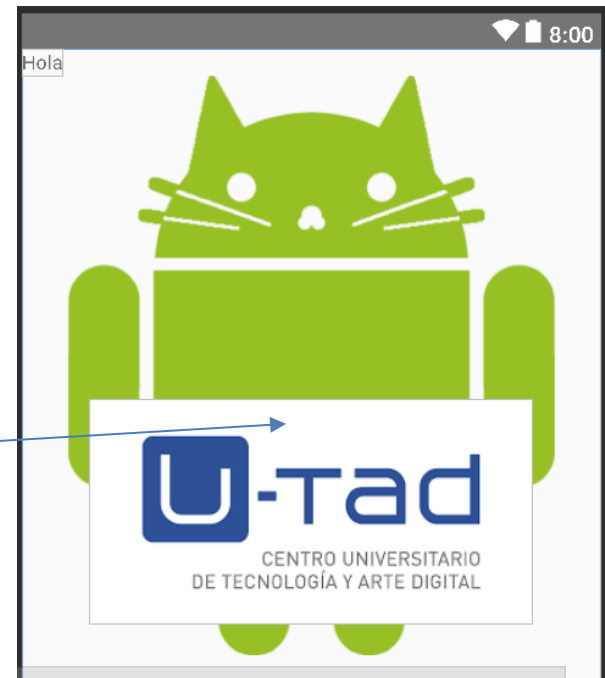 8:00
Hola
U-tad
CENTRO UNIVERSITARIO
DE TECNOLOGÍA Y ARTE DIGITAL